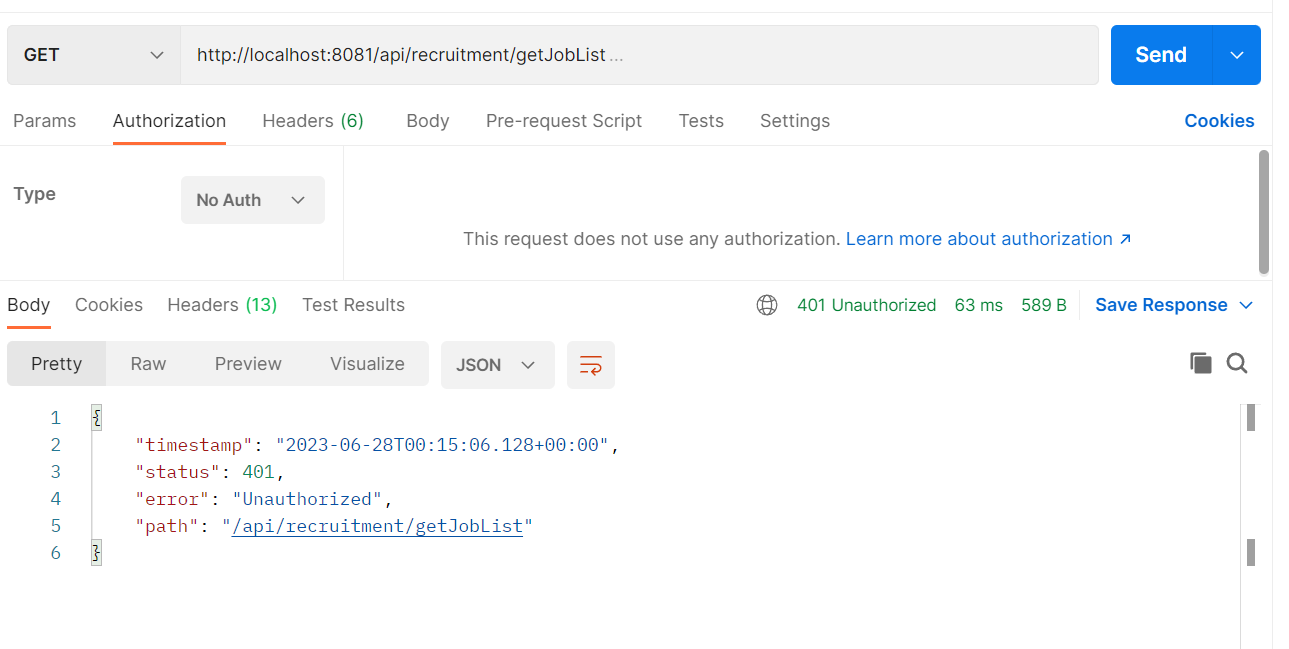 GET http://localhost:8081/api/recruitment/getJobList ... Send
Params Authorization Headers (6) Body Pre-request Script Tests Settings Cookies
Type No Auth
This request does not use any authorization. Learn more about authorization ↗
Body Cookies Headers (13) Test Results 401 Unauthorized 63 ms 589 B Save Response
Pretty Raw Preview Visualize JSON
1 {
2 "timestamp": "2023-06-28T00:15:06.128+00:00",
3 "status": 401,
4 "error": "Unauthorized",
5 "path": "/api/recruitment/getJobList"
6 }